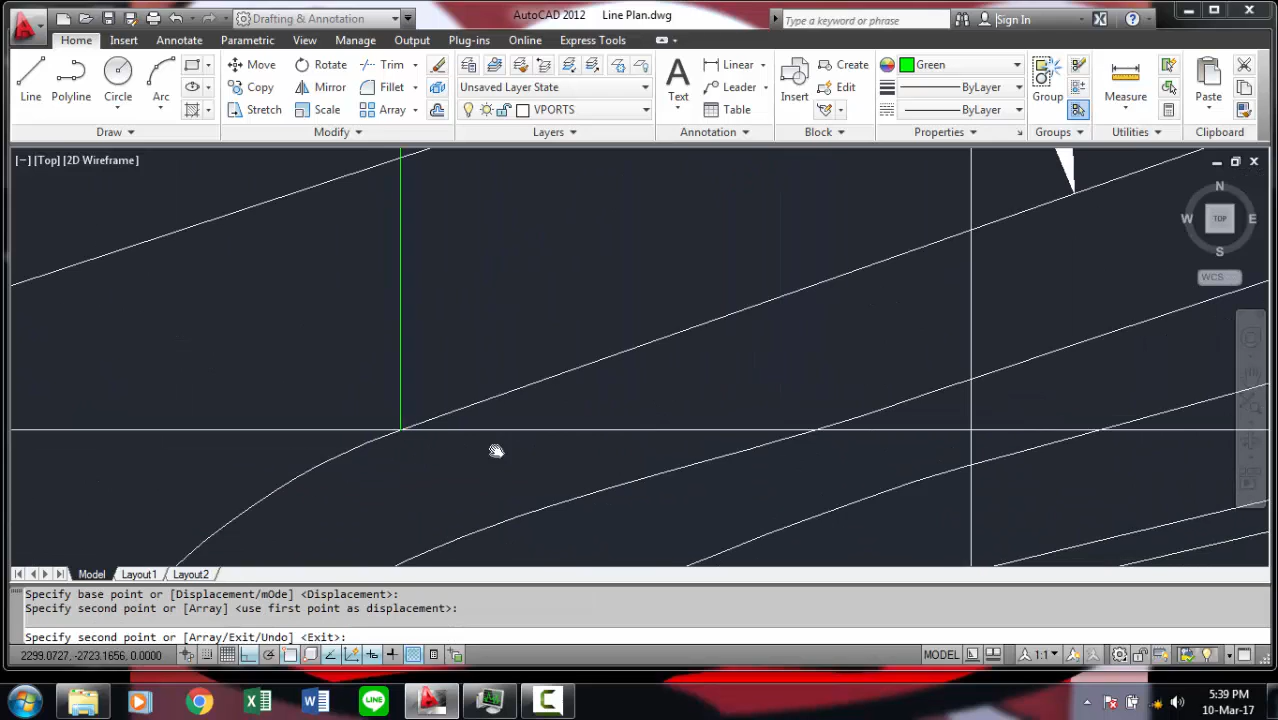 Drafting & Annotation
AutoCAD 2012 Line Plan.dwg
Type a keyword or phrase
Sign In
Home Insert Annotate Parametric View Manage Output Plug-ins Online Express Tools
Line
Polyline
Circle
Arc
Move
Rotate
Trim
Copy
Mirror
Fillet
Stretch
Scale
Array
Unsaved Layer State
VPORTS
Text
Linear
Leader
Table
Insert
Create
Edit
Green
ByLayer
ByLayer
Group
Measure
Paste
Draw
Modify
Layers
Annotation
Block
Properties
Groups
Utilities
Clipboard
[−] [Top] [2D Wireframe]
N
W
TOP
E
S
WCS
Model Layout1 Layout2
Specify base point or [Displacement/mOde] <Displacement>:
Specify second point or [Array] <use first point as displacement>:
Specify second point or [Array/Exit/Undo] <Exit>:
2299.0727, -2723.1656, 0.0000
MODEL
1:1
5:39 PM
10-Mar-17